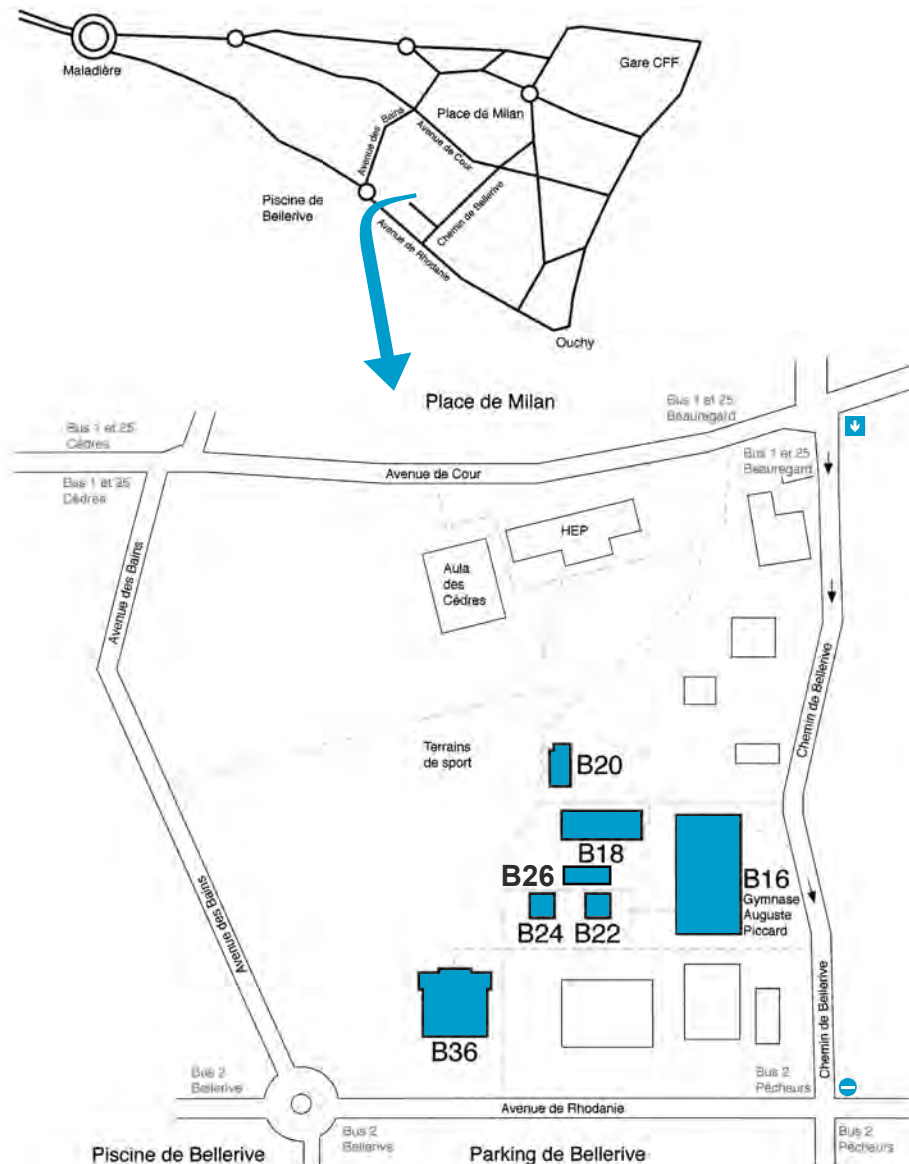 Maladière
Gare CFF
Place de Milan
Avenue des Bains
Avenue de Cour
Piscine de
Bellerive
Chemin de Bellerive
Avenue de Rhodanie
Ouchy
Place de Milan
Bus 1 et 25
Beauregard
Bus 1 et 25
Cèdres
Avenue de Cour
Bus 1 et 25
Beauregard
Bus 1 et 25
Cèdres
HEP
Aula
des
Cèdres
Avenue des Bains
Chemin de Bellerive
Terrains
de sport
B20
B18
B26
B16
Gymnase
Auguste
Piccard
B24
B22
Avenue des Bains
Chemin de Bellerive
B36
Bus 2
Bellerive
Bus 2
Pêcheurs
Avenue de Rhodanie
Bus 2
Bellerive
Bus 2
Pêcheurs
Piscine de Bellerive
Parking de Bellerive